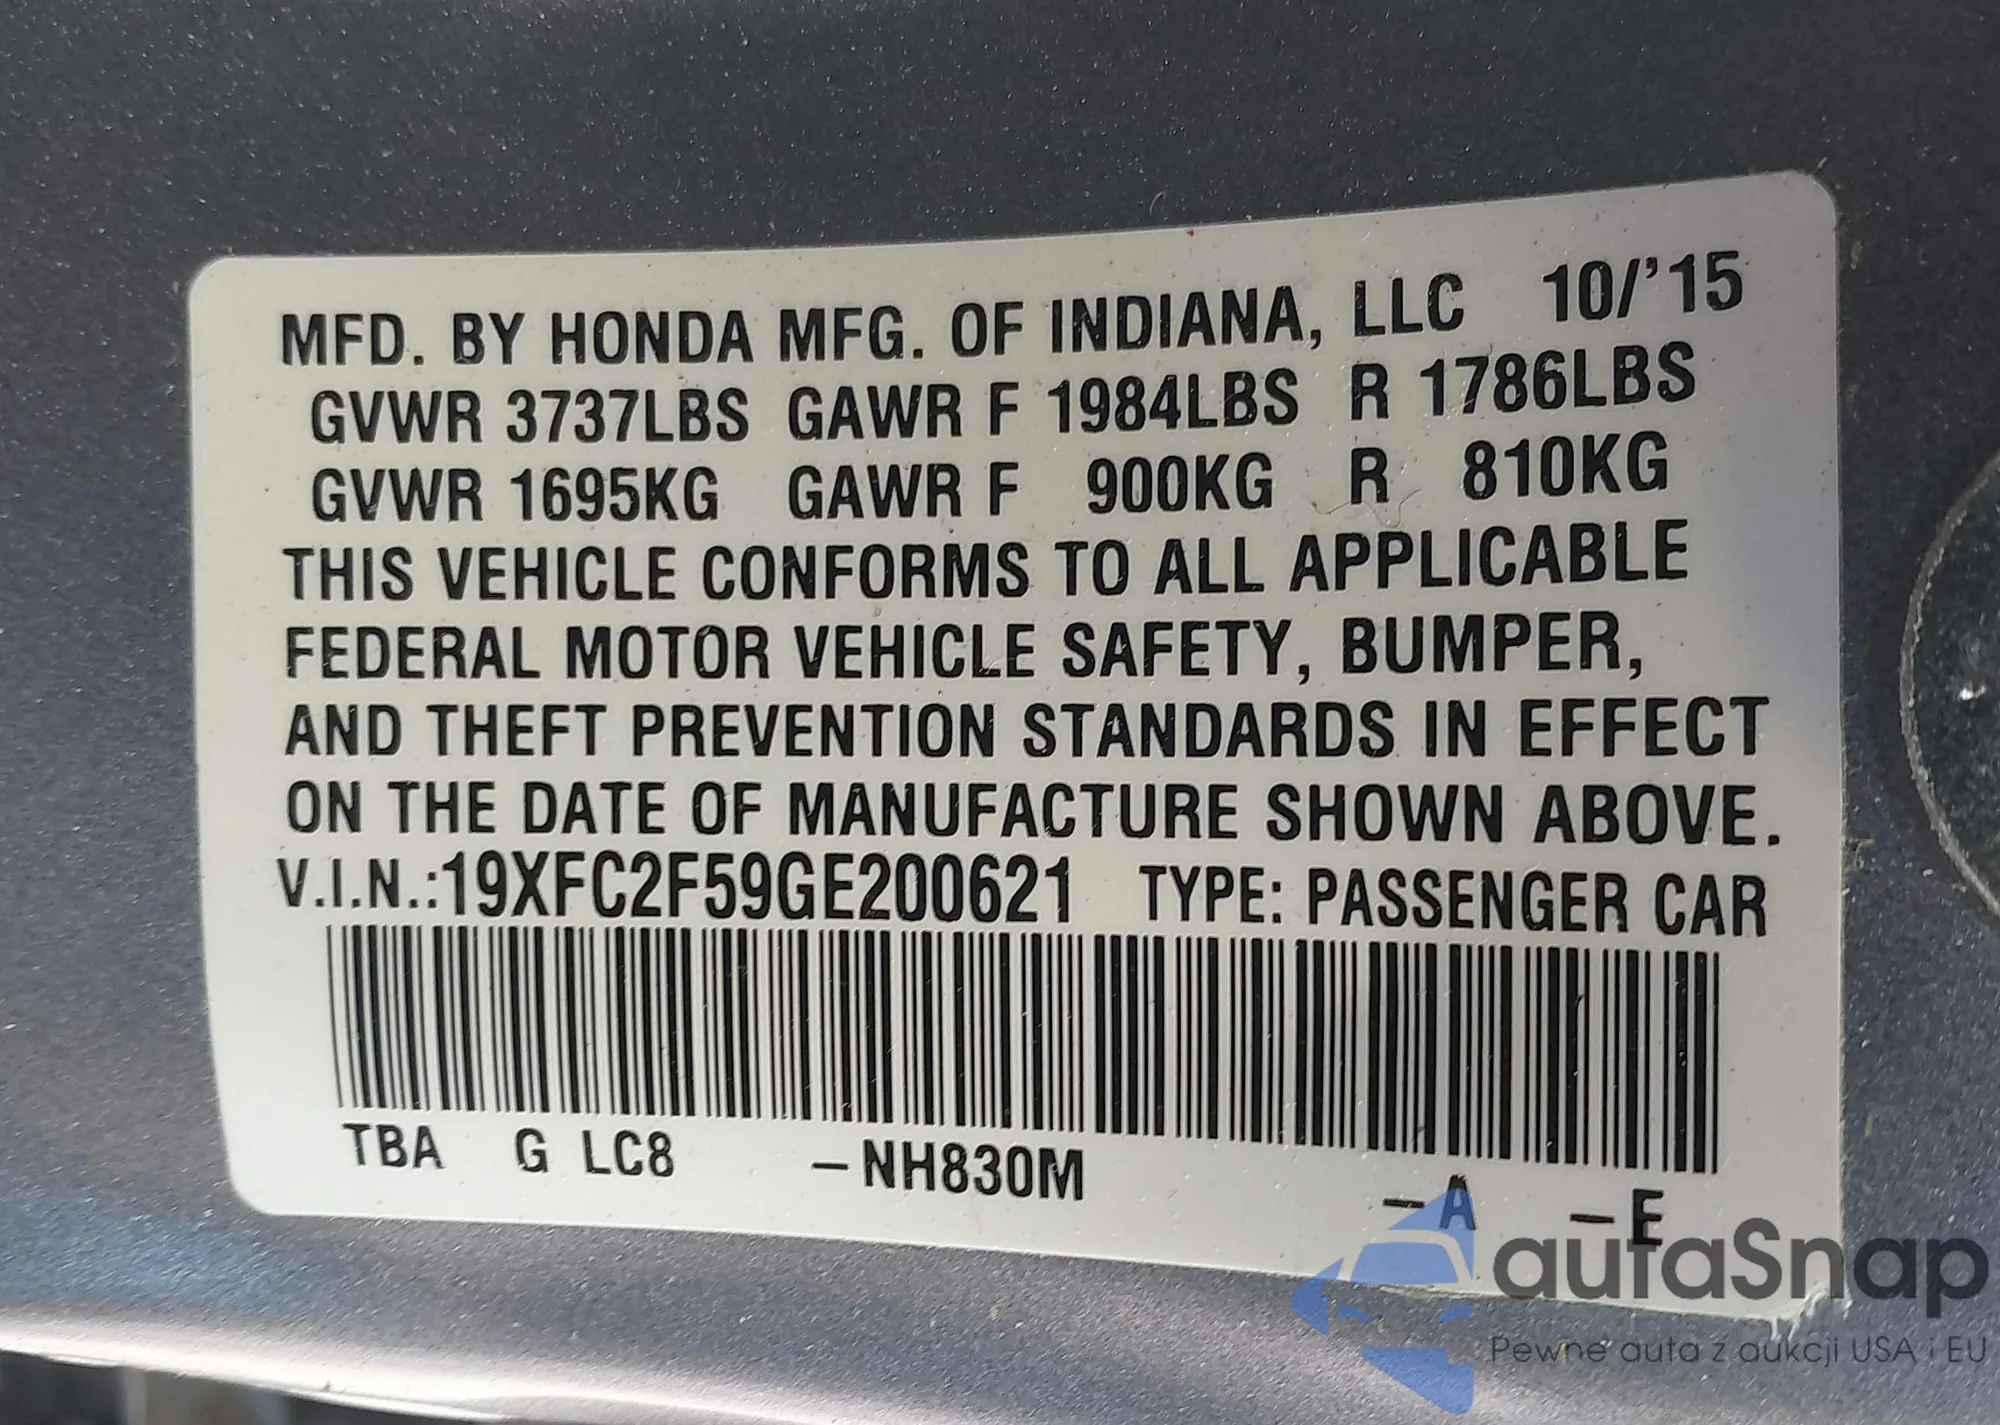 MFD. BY HONDA MFG. OF INDIANA, LLC 10/'15
GVWR 3737LBS GAWR F 1984LBS R 1786LBS
GVWR 1695KG GAWR F 900KG R 810KG
THIS VEHICLE CONFORMS TO ALL APPLICABLE
FEDERAL MOTOR VEHICLE SAFETY, BUMPER,
AND THEFT PREVENTION STANDARDS IN EFFECT
ON THE DATE OF MANUFACTURE SHOWN ABOVE.
V.I.N.:19XFC2F59GE200621 TYPE: PASSENGER CAR
TBA G LC8 –NH830M –A –E
autaSnap
Pewne auta z aukcji USA i EU